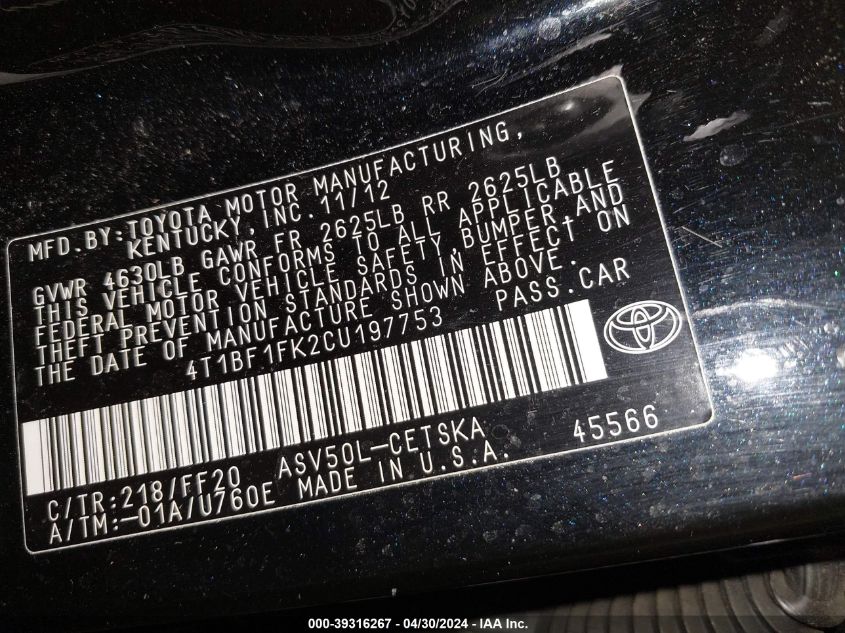 MFD.BY:TOYOTA MOTOR MANUFACTURING,
KENTUCKY, INC. 11/12
GVWR 4630LB GAWR FR 2625LB RR 2625LB
THIS VEHICLE CONFORMS TO ALL APPLICABLE
FEDERAL MOTOR VEHICLE SAFETY,BUMPER,AND
THEFT PREVENTION STANDARDS IN EFFECT ON
THE DATE OF MANUFACTURE SHOWN ABOVE.
4T1BF1FK2CU197753 PASS.CAR
C/TR:218/FF20 ASV50L-CETSKA 45566
A/TM:-01A/U760E MADE IN U.S.A.
000-39316267 - 04/30/2024 - IAA Inc.